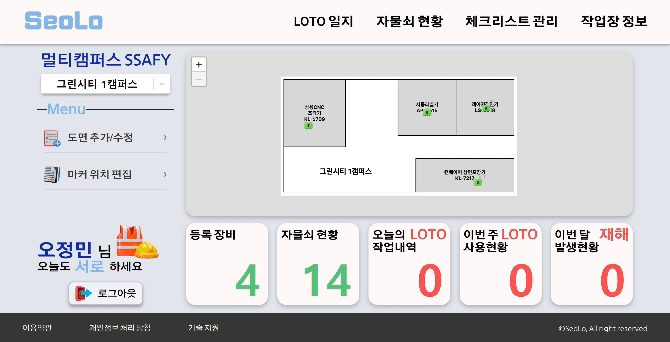 SeoLo
LOTO 일지
자물쇠 현황
체크리스트 관리
작업장 정보
멀티캠퍼스 SSAFY
그린시티 1캠퍼스
Menu
도면 추가/수정
마커 위치 편집
+
−
KL-1709
그린시티 1캠퍼스
오정민 님
오늘도 서로 하세요
로그아웃
등록 장비
4
자물쇠 현황
14
오늘의 LOTO
작업내역
0
이번 주 LOTO
사용현황
0
이번 달 재해
발생현황
0
이용약관
개인정보 처리 방침
기술 지원
©SeoLo, All right reserved